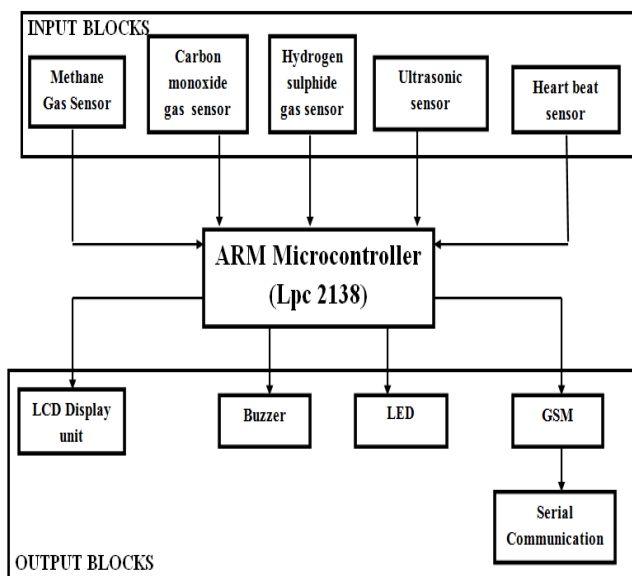 INPUT BLOCKS
Methane
Gas Sensor
Carbon
monoxide
gas sensor
Hydrogen
sulphide
gas sensor
Ultrasonic
sensor
Heart beat
sensor
ARM Microcontroller
(Lpc 2138)
LCD Display
unit
Buzzer
LED
GSM
Serial
Communication
OUTPUT BLOCKS